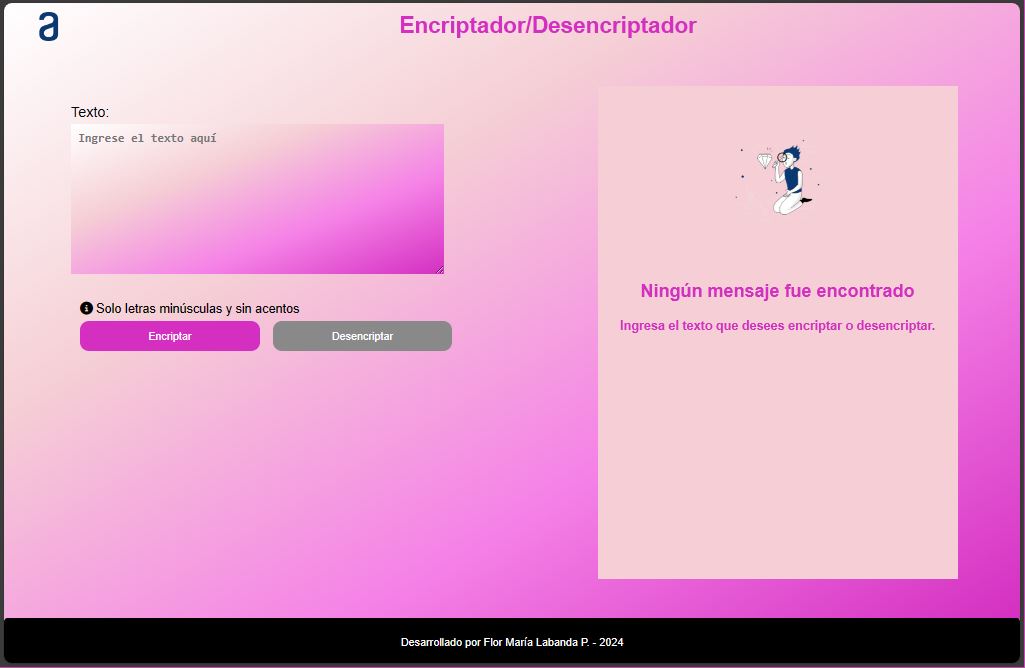 a
Encriptador/Desencriptador
Texto:
Ingrese el texto aquí
Solo letras minúsculas y sin acentos
Encriptar
Desencriptar
Ningún mensaje fue encontrado
Ingresa el texto que desees encriptar o desencriptar.
Desarrollado por Flor María Labanda P. - 2024